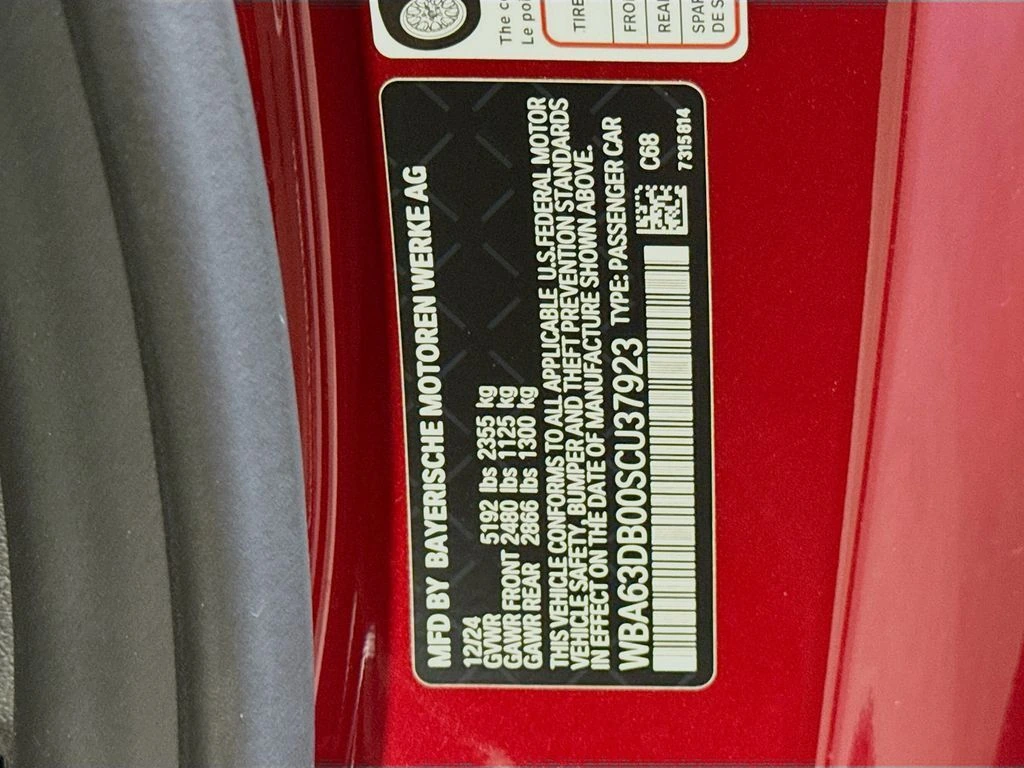 The
Le
TIRE
FRO
REA
SPAR
DE S
MFD BY BAYERISCHE MOTOREN WERKE AG
12/24
GVWR 5192 lbs 2355 kg
GAWR FRONT 2480 lbs 1125 kg
GAWR REAR 2866 lbs 1300 kg
THIS VEHICLE CONFORMS TO ALL APPLICABLE U.S. FEDERAL MOTOR
VEHICLE SAFETY, BUMPER AND THEFT PREVENTION STANDARDS
IN EFFECT ON THE DATE OF MANUFACTURE SHOWN ABOVE.
WBA63DB00SCU37923 TYPE: PASSENGER CAR
C68
7315814